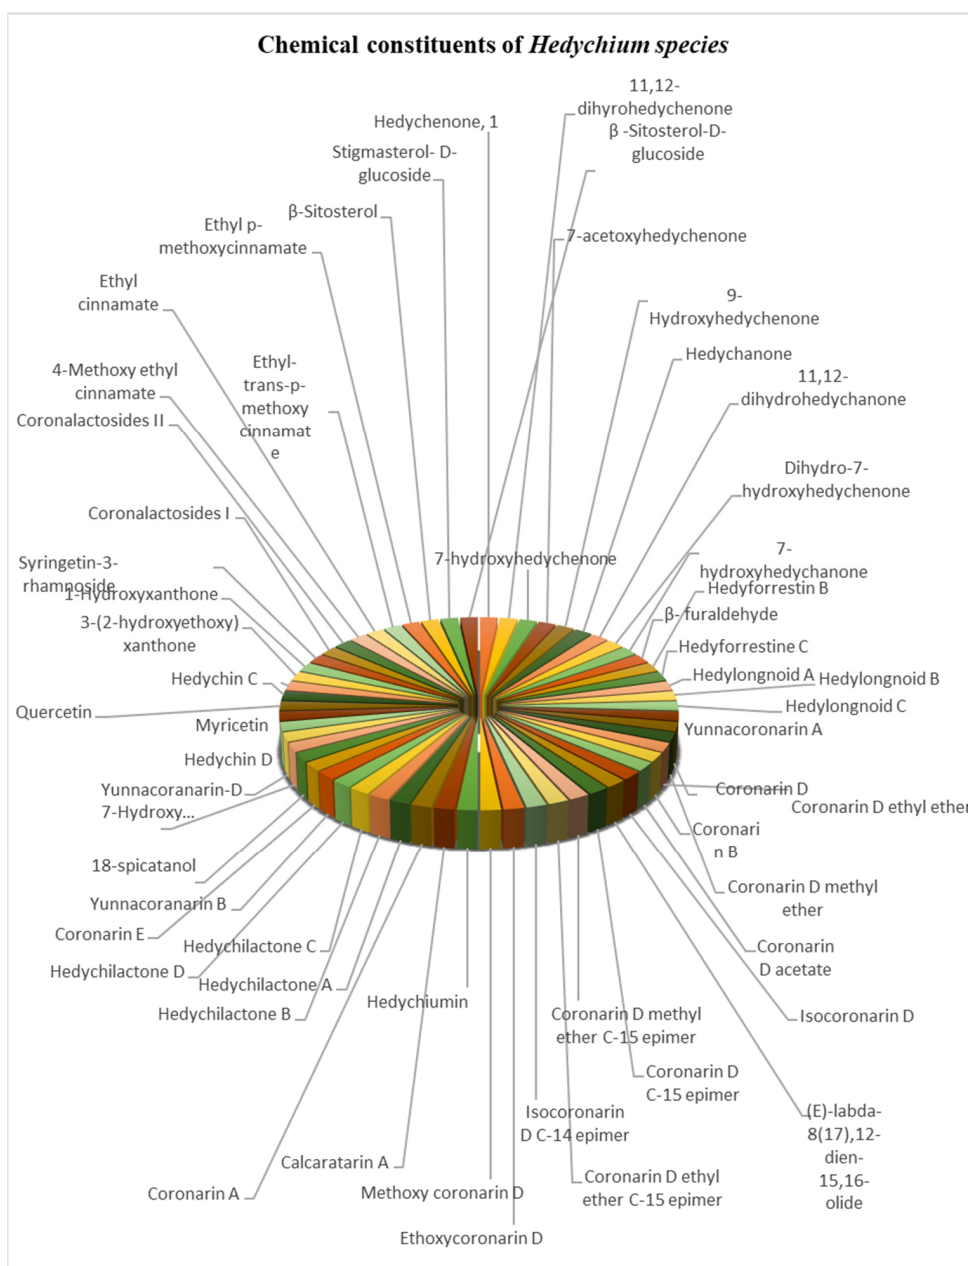 Chemical constituents of Hedychium species
11,12-
dihyrohedychenone
Hedychenone, 1
β -Sitosterol-D-
glucoside
Stigmasterol- D-
glucoside
β-Sitosterol
Ethyl p-
methoxycinnamate
7-acetoxyhedychenone
Ethyl
cinnamate
9-
Hydroxyhedychenone
Hedychanone
Ethyl-
trans-p-
methoxy
cinnamat
e
4-Methoxy ethyl
cinnamate
11,12-
dihydrohedychanone
Coronalactosides II
Dihydro-7-
hydroxyhedychenone
Coronalactosides I
7-hydroxyhedychenone
7-
hydroxyhedychanone
Syringetin-3-
rhamnoside
1-Hydroxyxanthone
Hedyforrestin B
β- furaldehyde
3-(2-hydroxyethoxy)
xanthone
Hedyforrestine C
Hedychin C
Hedylongnoid A
Hedylongnoid B
Hedylongnoid C
Quercetin
Myricetin
Yunnacoronarin A
Hedychin D
Yunnacoranarin-D
Coronarin D
Coronarin D ethyl ether
7-Hydroxy...
Coronari
n B
18-spicatanol
Coronarin D methyl
ether
Yunnacoranarin B
Coronarin E
Hedychilactone C
Coronarin
D acetate
Hedychilactone D
Hedychilactone A
Hedychiumin
Hedychilactone B
Coronarin D methyl
ether C-15 epimer
Isocoronarin D
Coronarin D
C-15 epimer
Isocoronarin
D C-14 epimer
(E)-labda-
8(17),12-
dien-
15,16-
olide
Calcaratarin A
Coronarin A
Methoxy coronarin D
Coronarin D ethyl
ether C-15 epimer
Ethoxycoronarin D